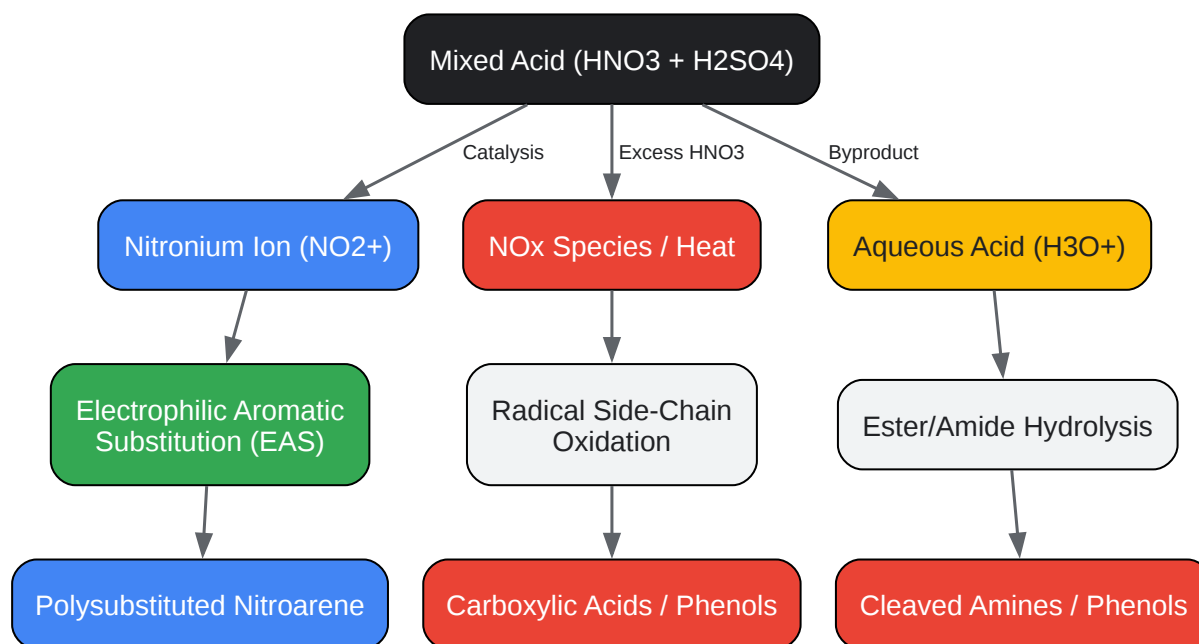 Mixed Acid (HNO3 + H2SO4)
Catalysis
Excess HNO3
Byproduct
Nitronium Ion (NO2+)
NOx Species / Heat
Aqueous Acid (H3O+)
Electrophilic Aromatic
Substitution (EAS)
Radical Side-Chain
Oxidation
Ester/Amide Hydrolysis
Polysubstituted Nitroarene
Carboxylic Acids / Phenols
Cleaved Amines / Phenols